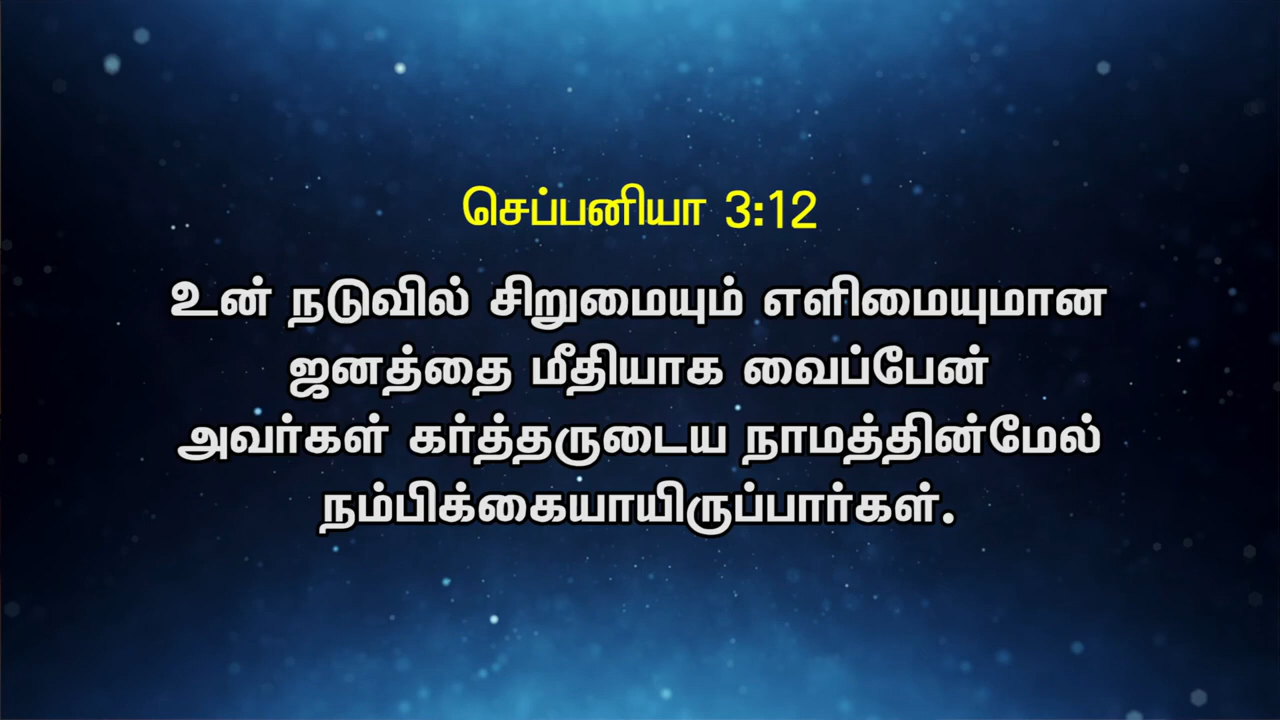 செப்பனியா 3:12
உன் நடுவில் சிறுமையும் எளிமையுமான
ஜனத்தை மீதியாக வைப்பேன்
அவர்கள் கர்த்தருடைய நாமத்தின்மேல்
நம்பிக்கையாயிருப்பார்கள்.